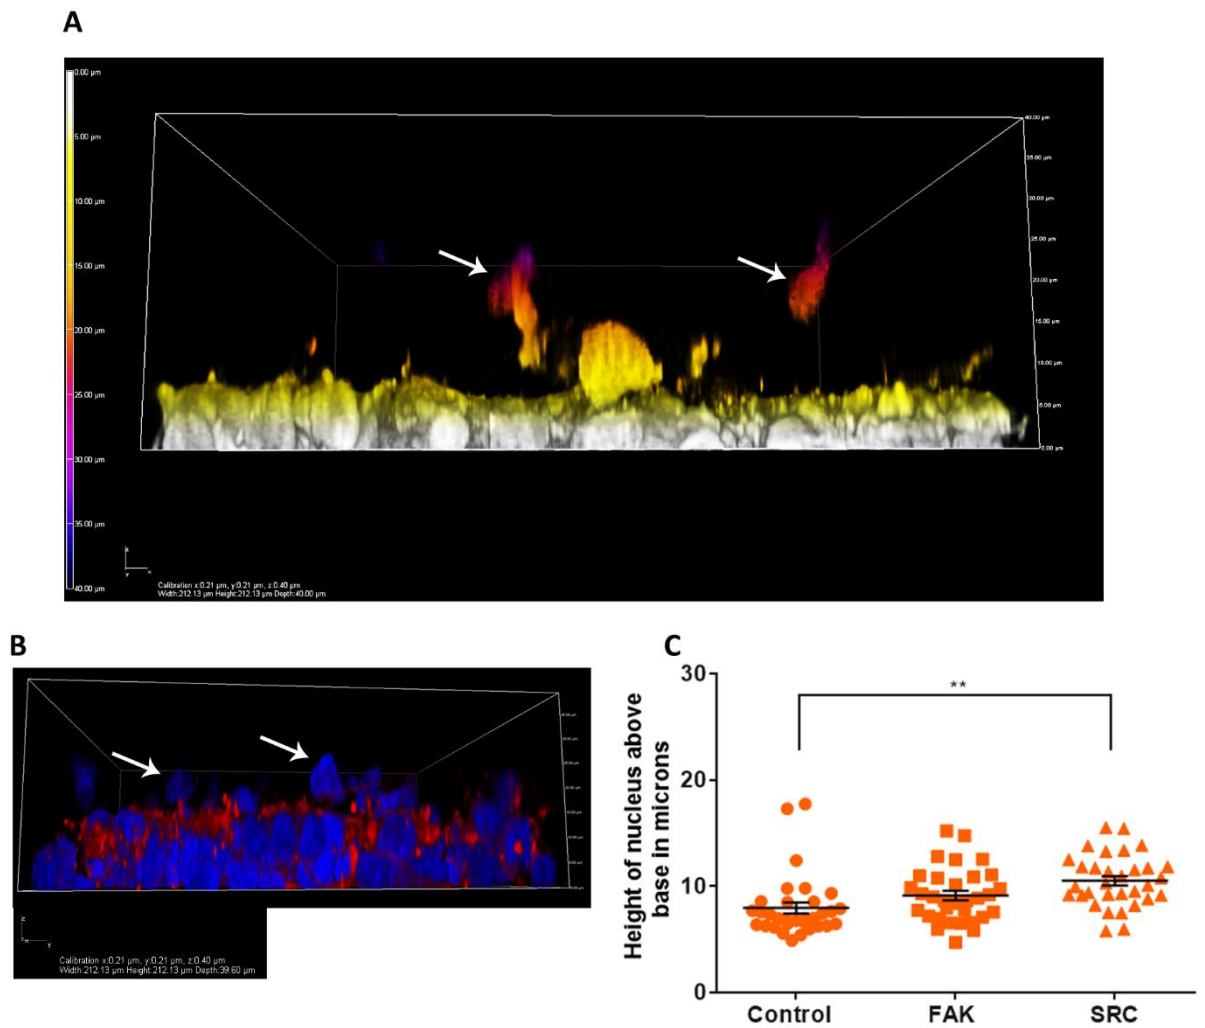 A
0.00 µm
5.00 µm
10.00 µm
15.00 µm
20.00 µm
25.00 µm
30.00 µm
35.00 µm
40.00 µm
40.00 µm
35.00 µm
30.00 µm
25.00 µm
20.00 µm
15.00 µm
10.00 µm
5.00 µm
0.00 µm
z
Y
x
Calibration x:0.21 µm, y:0.21 µm, z:0.40 µm
Width:212.13 µm Height:212.13 µm Depth:40.00 µm
B
z
x
y
Calibration x:0.21 µm, y:0.21 µm, z:0.40 µm
Width:212.13 µm Height:212.13 µm Depth:39.60 µm
C
Height of nucleus above
base in microns
30
20
10
0
**
Control
FAK
SRC